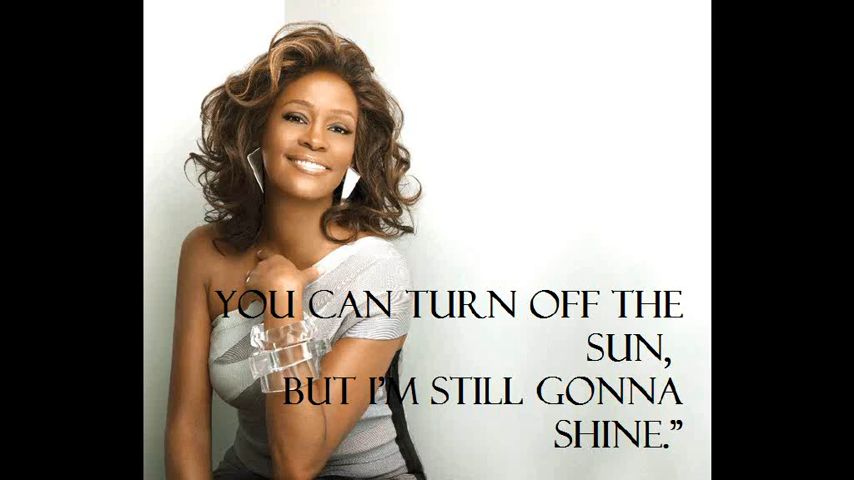 YOU CAN TURN OFF THE
SUN,
BUT I'M STILL GONNA
SHINE."